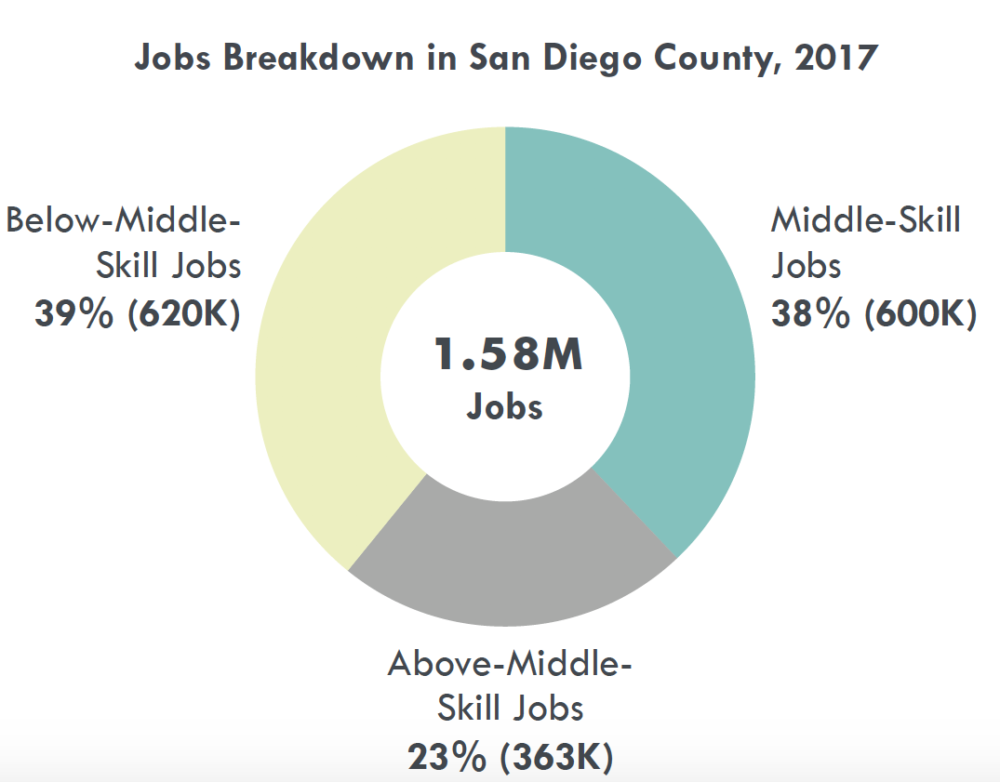 Jobs Breakdown in San Diego County, 2017
Below-Middle-
Skill Jobs
39% (620K)
Middle-Skill
Jobs
38% (600K)
1.58M
Jobs
Above-Middle-
Skill Jobs
23% (363K)